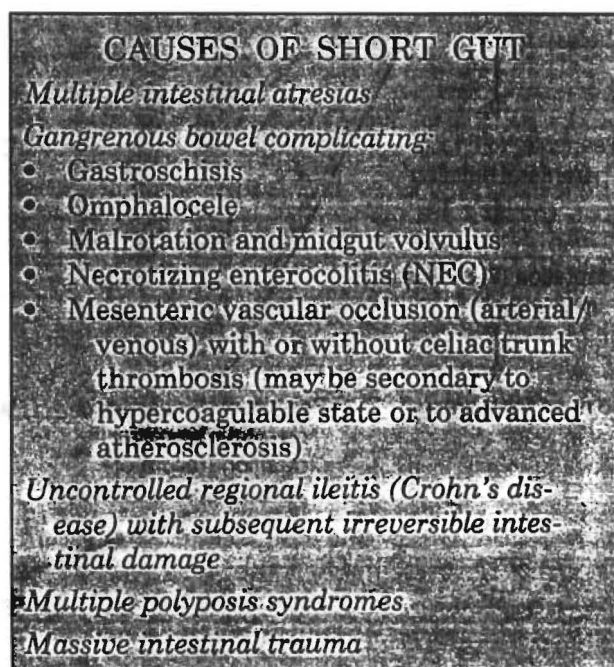 CAUSES OF SHORT GUT
Multiple intestinal atresias
Gangrenous bowel complicating:
• Gastroschisis
• Omphalocele
• Malrotation and midgut volvulus
• Necrotizing enterocolitis (NEC)
• Mesenteric vascular occlusion (arterial/
venous) with or without celiac trunk
thrombosis (may be secondary to
hypercoagulable state or to advanced
atherosclerosis)
Uncontrolled regional ileitis (Crohn's dis-
ease) with subsequent irreversible intes-
tinal damage
Multiple polyposis syndromes
Massive intestinal trauma